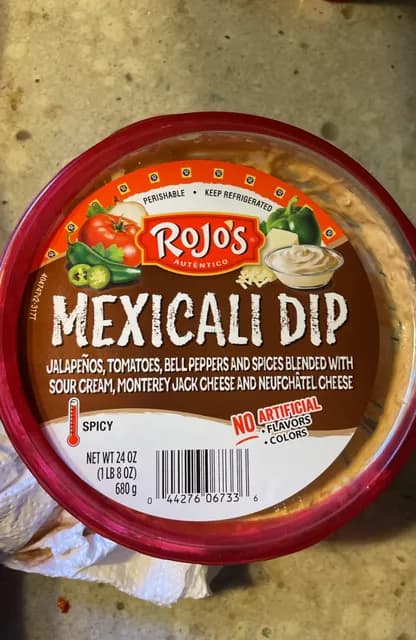 PERISHABLE • KEEP REFRIGERATED
ROJO'S
AUTÉNTICO
MEXICALI DIP
JALAPEÑOS, TOMATOES, BELL PEPPERS AND SPICES BLENDED WITH
SOUR CREAM, MONTEREY JACK CHEESE AND NEUFCHÂTEL CHEESE
SPICY
NO ARTIFICIAL
• FLAVORS
• COLORS
NET WT 24 OZ
(1 LB 8 OZ)
680 g
0 44276 06733 6